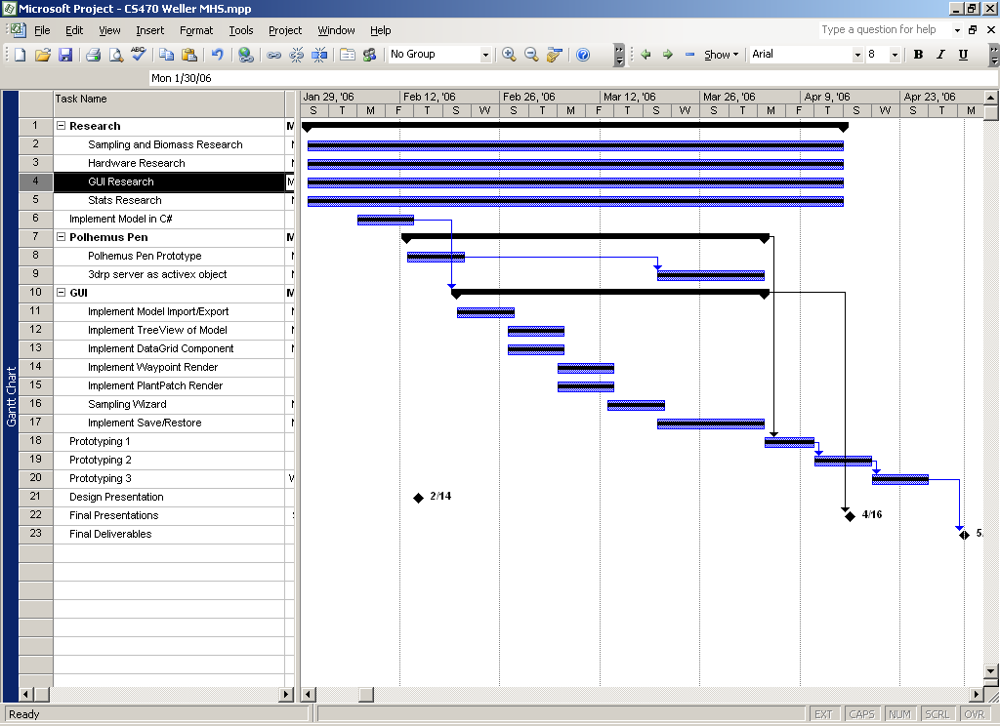 Microsoft Project - CS470 Weller MHS.mpp
File Edit View Insert Format Tools Project Window Help Type a question for help
ABC No Group Show Arial 8 B I U
Mon 1/30/06
Task Name Jan 29, '06 Feb 12, '06 Feb 26, '06 Mar 12, '06 Mar 26, '06 Apr 9, '06 Apr 23, '06
S T M F S W S T M F S W S T M F S W S T M
1 Research M
2 Sampling and Biomass Research
3 Hardware Research
4 GUI Research M
5 Stats Research
6 Implement Model in C#
7 Polhemus Pen M
8 Polhemus Pen Prototype
9 3drp server as activex object
10 GUI M
11 Implement Model Import/Export
12 Implement TreeView of Model
13 Implement DataGrid Component
14 Implement Waypoint Render
15 Implement PlantPatch Render
16 Sampling Wizard
17 Implement Save/Restore
18 Prototyping 1
19 Prototyping 2
20 Prototyping 3
21 Design Presentation 2/14
22 Final Presentations 4/16
23 Final Deliverables 5
Gantt Chart
Ready EXT CAPS NUM SCRL OVR